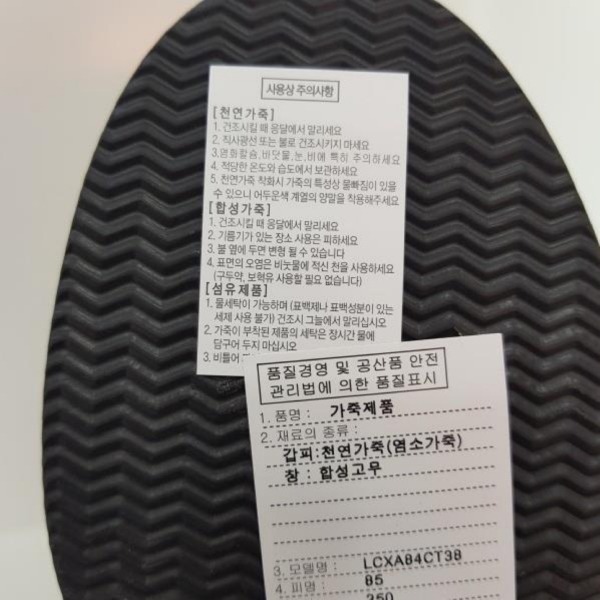 사용상 주의사항
[천연가죽]
1. 건조시킬 때 응달에서 말리세요
2. 직사광선 또는 불로 건조시키지 마세요
3.염화칼슘,바닷물,눈,비에 특히 주의하세요
4. 적당한 온도와 습도에서 보관하세요
5. 천연가죽 착화시 가죽의 특성상 물빠짐이 있을
수 있으니 어두운색 계열의 양말을 착용해주세요
[합성가죽]
1. 건조시킬 때 응달에서 말리세요
2. 기름기가 있는 장소 사용은 피하세요
3. 불 옆에 두면 변형 될 수 있습니다
4. 표면의 오염은 비눗물에 적신 천을 사용하세요
(구두약, 보혁유 사용할 필요 없습니다)
[섬유제품]
1. 물세탁이 가능하며 (표백제나 표백성분이 있는
세제 사용 불가) 건조시 그늘에서 말리십시오
2. 가죽이 부착된 제품의 세탁은 장시간 물에
담구어 두지 마십시오
3. 비틀어
품질경영 및 공산품 안전
관리법에 의한 품질표시
1. 품명 : 가죽제품
2. 재료의 종류 :
갑피:천연가죽(염소가죽)
창 : 합성고무
3. 모델명 : LCXA84CT38
4. 피명 : 85
250